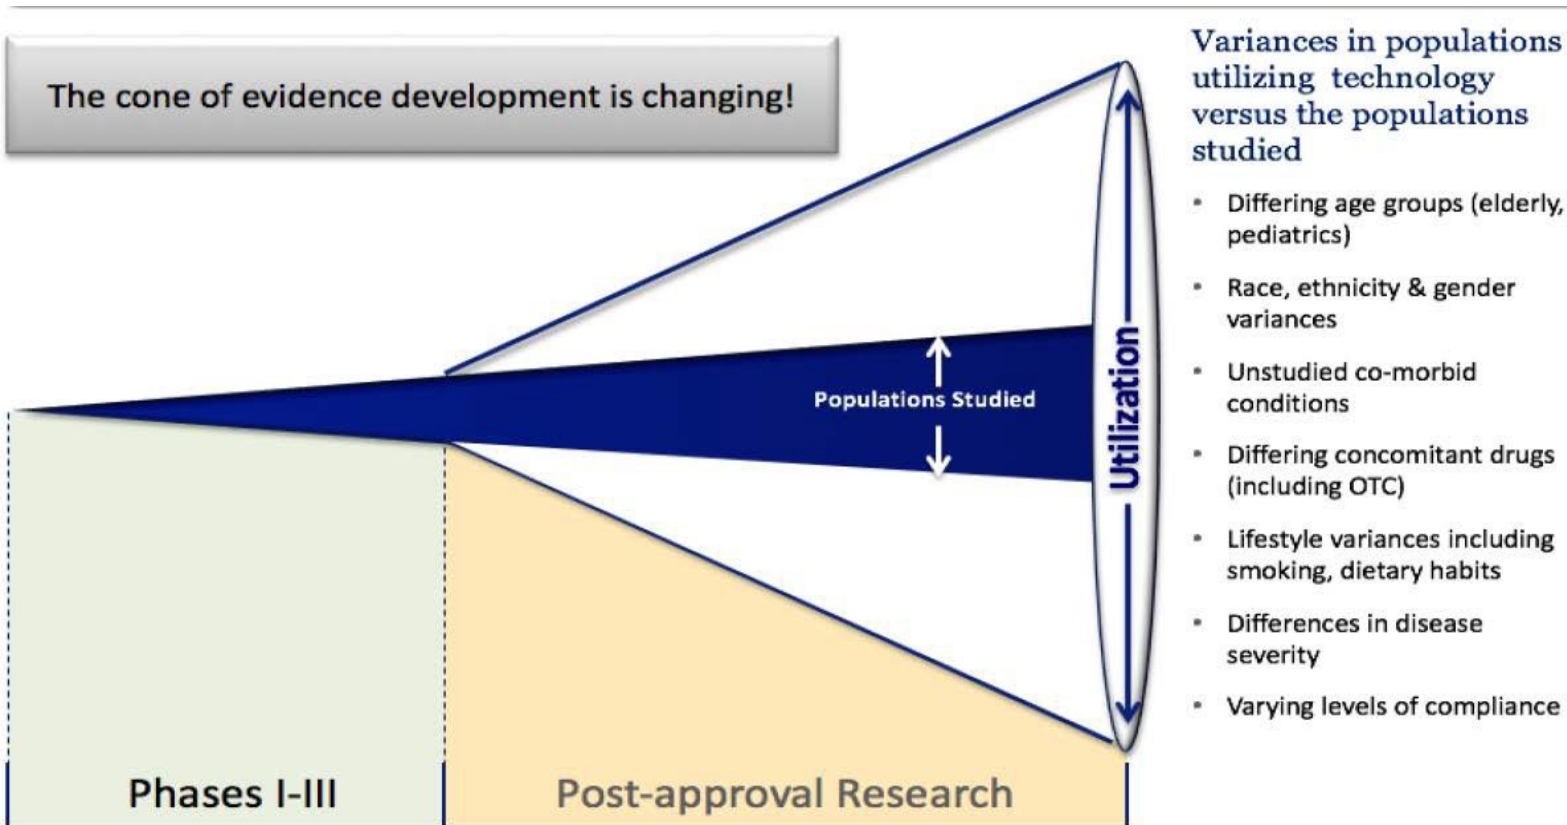 The cone of evidence development is changing!
Variances in populations
utilizing technology
versus the populations
studied
• Differing age groups (elderly,
pediatrics)
• Race, ethnicity & gender
variances
• Unstudied co-morbid
conditions
• Differing concomitant drugs
(including OTC)
• Lifestyle variances including
smoking, dietary habits
• Differences in disease
severity
• Varying levels of compliance
Populations Studied
Utilization
Phases I-III
Post-approval Research